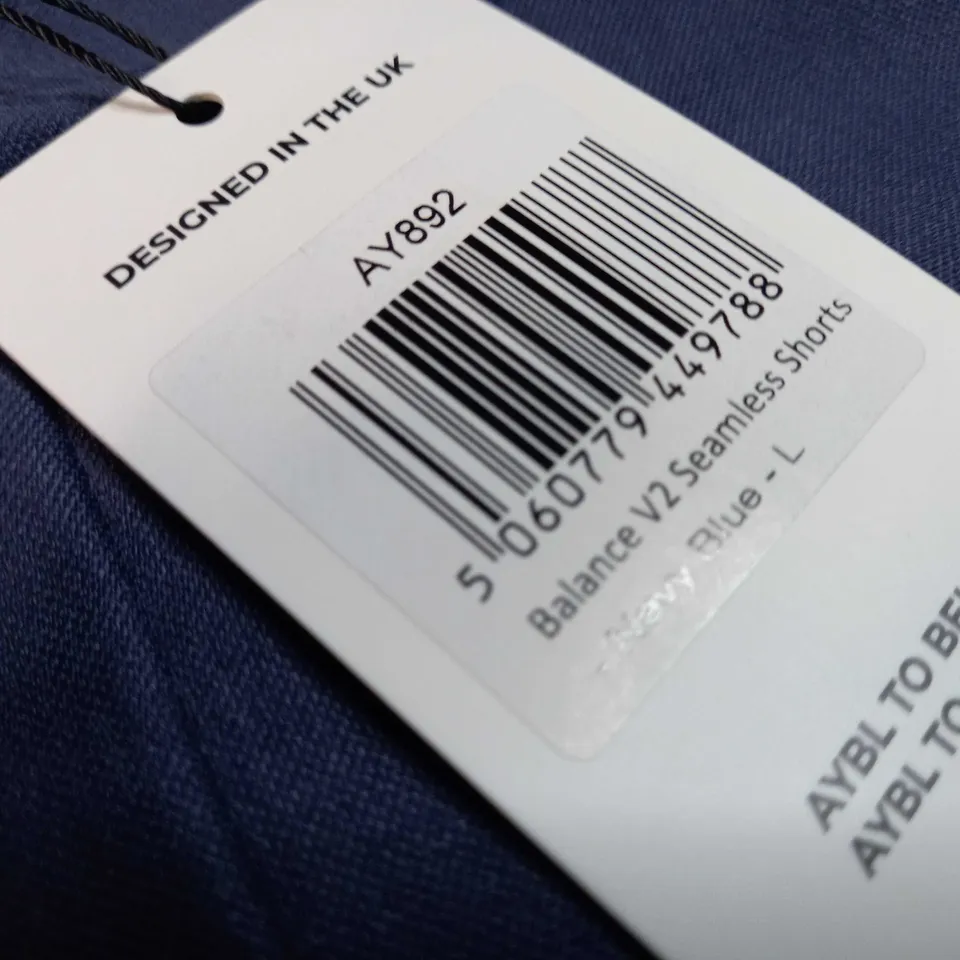 DESIGNED IN THE UK
AY892
5 060779 449788
Balance V2 Seamless Shorts
- Navy Blue - L
AYBL TO
AYBL TO